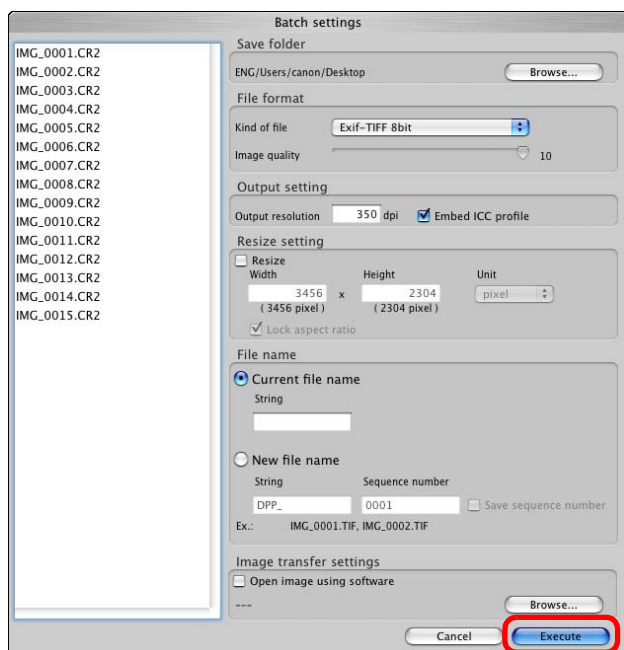 Batch settings
IMG_0001.CR2
IMG_0002.CR2
IMG_0003.CR2
IMG_0004.CR2
IMG_0005.CR2
IMG_0006.CR2
IMG_0007.CR2
IMG_0008.CR2
IMG_0009.CR2
IMG_0010.CR2
IMG_0011.CR2
IMG_0012.CR2
IMG_0013.CR2
IMG_0014.CR2
IMG_0015.CR2
Save folder
ENG/Users/canon/Desktop Browse...
File format
Kind of file Exif-TIFF 8bit
Image quality 10
Output setting
Output resolution 350 dpi Embed ICC profile
Resize setting
Resize
Width Height Unit
3456 x 2304 pixel
(3456 pixel) (2304 pixel)
Lock aspect ratio
File name
Current file name
String
New file name
String Sequence number
DPP_ 0001 Save sequence number
Ex.: IMG_0001.TIF, IMG_0002.TIF
Image transfer settings
Open image using software
--- Browse...
Cancel Execute